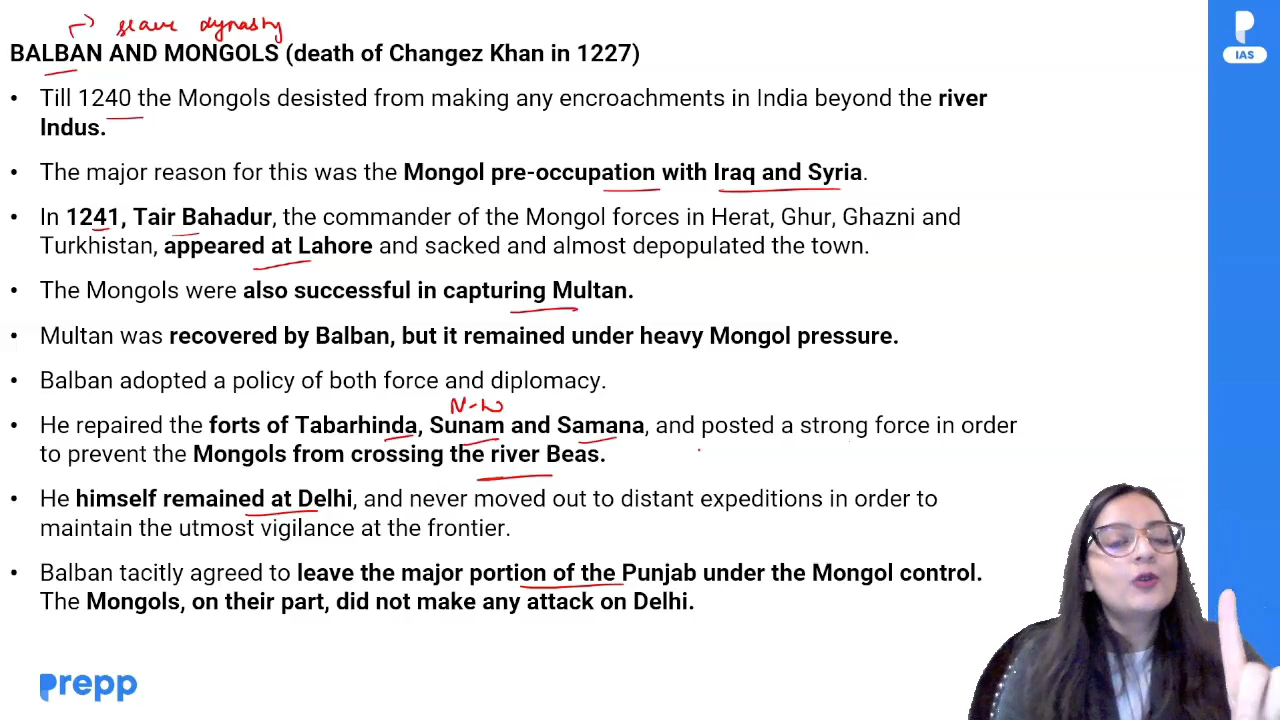 slave dynasty
BALBAN AND MONGOLS (death of Changez Khan in 1227)
• Till 1240 the Mongols desisted from making any encroachments in India beyond the river
Indus.
• The major reason for this was the Mongol pre-occupation with Iraq and Syria.
• In 1241, Tair Bahadur, the commander of the Mongol forces in Herat, Ghur, Ghazni and
Turkhistan, appeared at Lahore and sacked and almost depopulated the town.
• The Mongols were also successful in capturing Multan.
• Multan was recovered by Balban, but it remained under heavy Mongol pressure.
• Balban adopted a policy of both force and diplomacy.
N-W
• He repaired the forts of Tabarhinda, Sunam and Samana, and posted a strong force in order
to prevent the Mongols from crossing the river Beas.
• He himself remained at Delhi, and never moved out to distant expeditions in order to
maintain the utmost vigilance at the frontier.
• Balban tacitly agreed to leave the major portion of the Punjab under the Mongol control.
The Mongols, on their part, did not make any attack on Delhi.
prepp
IAS